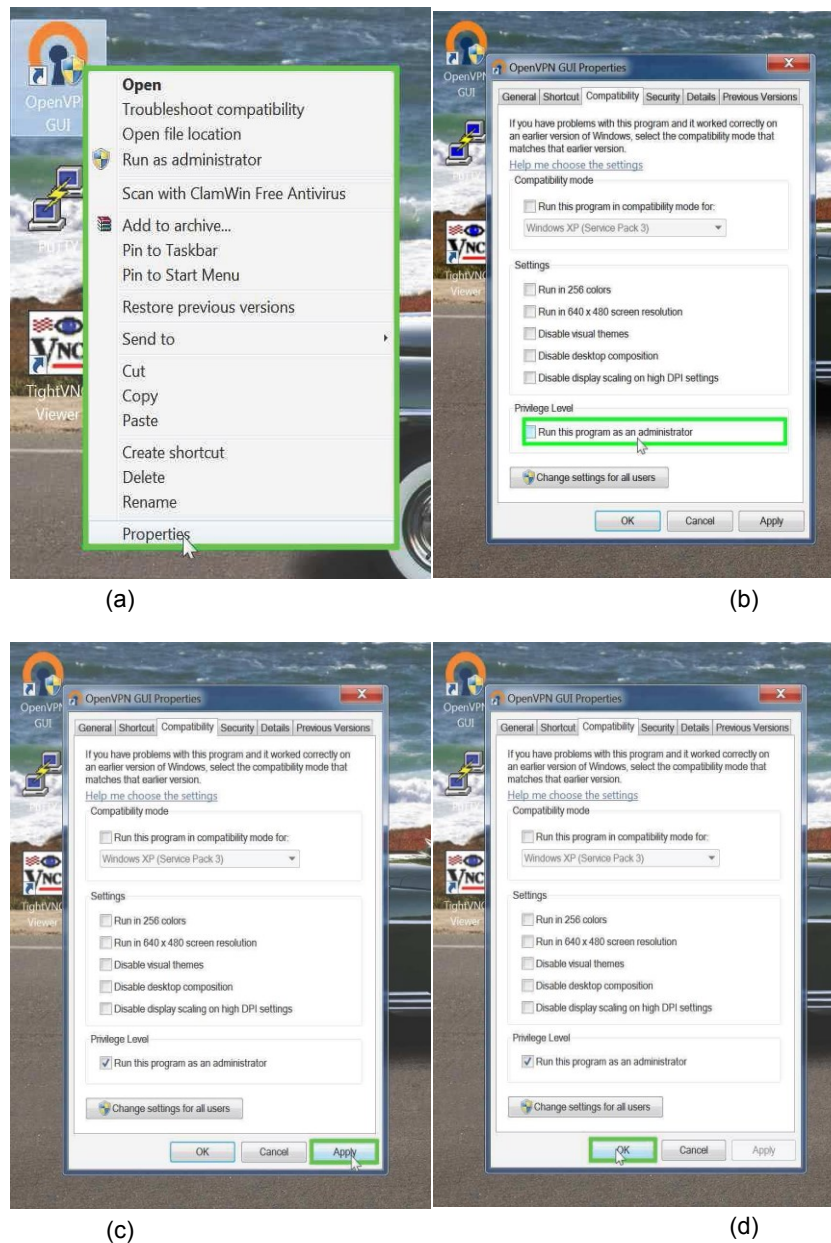 OpenVPN
GUI
PuTTY
VNC
TightVNC
Viewer
Open
Troubleshoot compatibility
Open file location
Run as administrator
Scan with ClamWin Free Antivirus
Add to archive...
Pin to Taskbar
Pin to Start Menu
Restore previous versions
Send to
Cut
Copy
Paste
Create shortcut
Delete
Rename
Properties
(a)
OpenVPN
GUI
VNC
TightVNC
Viewer
OpenVPN GUI Properties
General Shortcut Compatibility Security Details Previous Versions
If you have problems with this program and it worked correctly on
an earlier version of Windows, select the compatibility mode that
matches that earlier version.
Help me choose the settings
Compatibility mode
Run this program in compatibility mode for:
Windows XP (Service Pack 3)
Settings
Run in 256 colors
Run in 640 x 480 screen resolution
Disable visual themes
Disable desktop composition
Disable display scaling on high DPI settings
Privilege Level
Run this program as an administrator
Change settings for all users
OK Cancel Apply
(b)
OpenVPN
GUI
VNC
TightVNC
Viewer
OpenVPN GUI Properties
General Shortcut Compatibility Security Details Previous Versions
If you have problems with this program and it worked correctly on
an earlier version of Windows, select the compatibility mode that
matches that earlier version.
Help me choose the settings
Compatibility mode
Run this program in compatibility mode for:
Windows XP (Service Pack 3)
Settings
Run in 256 colors
Run in 640 x 480 screen resolution
Disable visual themes
Disable desktop composition
Disable display scaling on high DPI settings
Privilege Level
Run this program as an administrator
Change settings for all users
OK Cancel Apply
(c)
OpenVPN
GUI
VNC
TightVNC
Viewer
OpenVPN GUI Properties
General Shortcut Compatibility Security Details Previous Versions
If you have problems with this program and it worked correctly on
an earlier version of Windows, select the compatibility mode that
matches that earlier version.
Help me choose the settings
Compatibility mode
Run this program in compatibility mode for:
Windows XP (Service Pack 3)
Settings
Run in 256 colors
Run in 640 x 480 screen resolution
Disable visual themes
Disable desktop composition
Disable display scaling on high DPI settings
Privilege Level
Run this program as an administrator
Change settings for all users
OK Cancel Apply
(d)